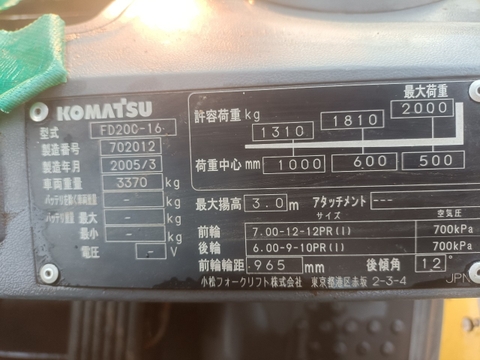 KOMATSU
型式 FD20C-16
製造番号 702012
製造年月 2005/3
車両重量 3370 kg
バッテリ重量 最大 - kg
最小 - kg
電圧 - V
許容荷重 kg 1310 1810 最大荷重 2000
荷重中心 mm 1000 600 500
最大揚高 3.0 m アタッチメント ---
サイズ 空気圧
前輪 7.00-12-12PR(I) 700kPa
後輪 6.00-9-10PR(I) 700kPa
前輪輪距 965 mm 後傾角 12°
小松フォークリフト株式会社 東京都港区赤坂 2-3-4 JPN